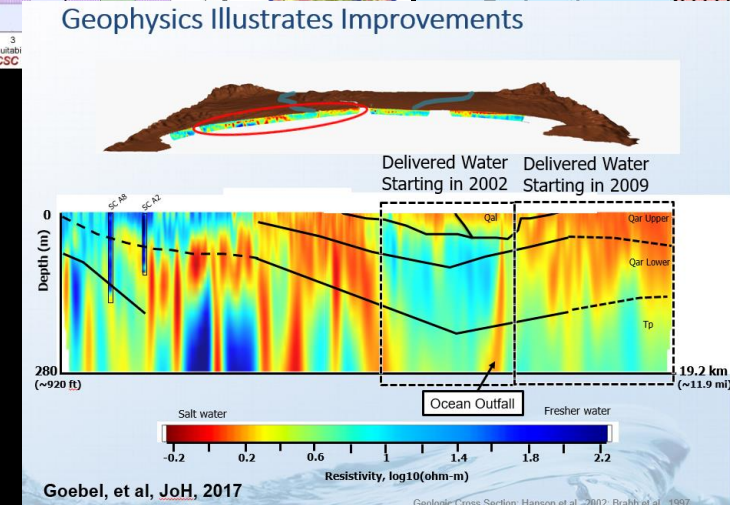 Geophysics Illustrates Improvements
3
uitabi
CSC
Delivered Water
Starting in 2002
Delivered Water
Starting in 2009
SC A8
SC A2
0
Qal
Qar Upper
Depth (m)
Qar Lower
Tp
280
(~920 ft)
19.2 km
(~11.9 mi)
Ocean Outfall
Salt water
Fresher water
-0.2
0.2
0.6
1
1.4
1.8
2.2
Resistivity, log10(ohm-m)
Goebel, et al, JoH, 2017
Geologic Cross Section: Hanson et al., 2002; Brabb et al., 1997